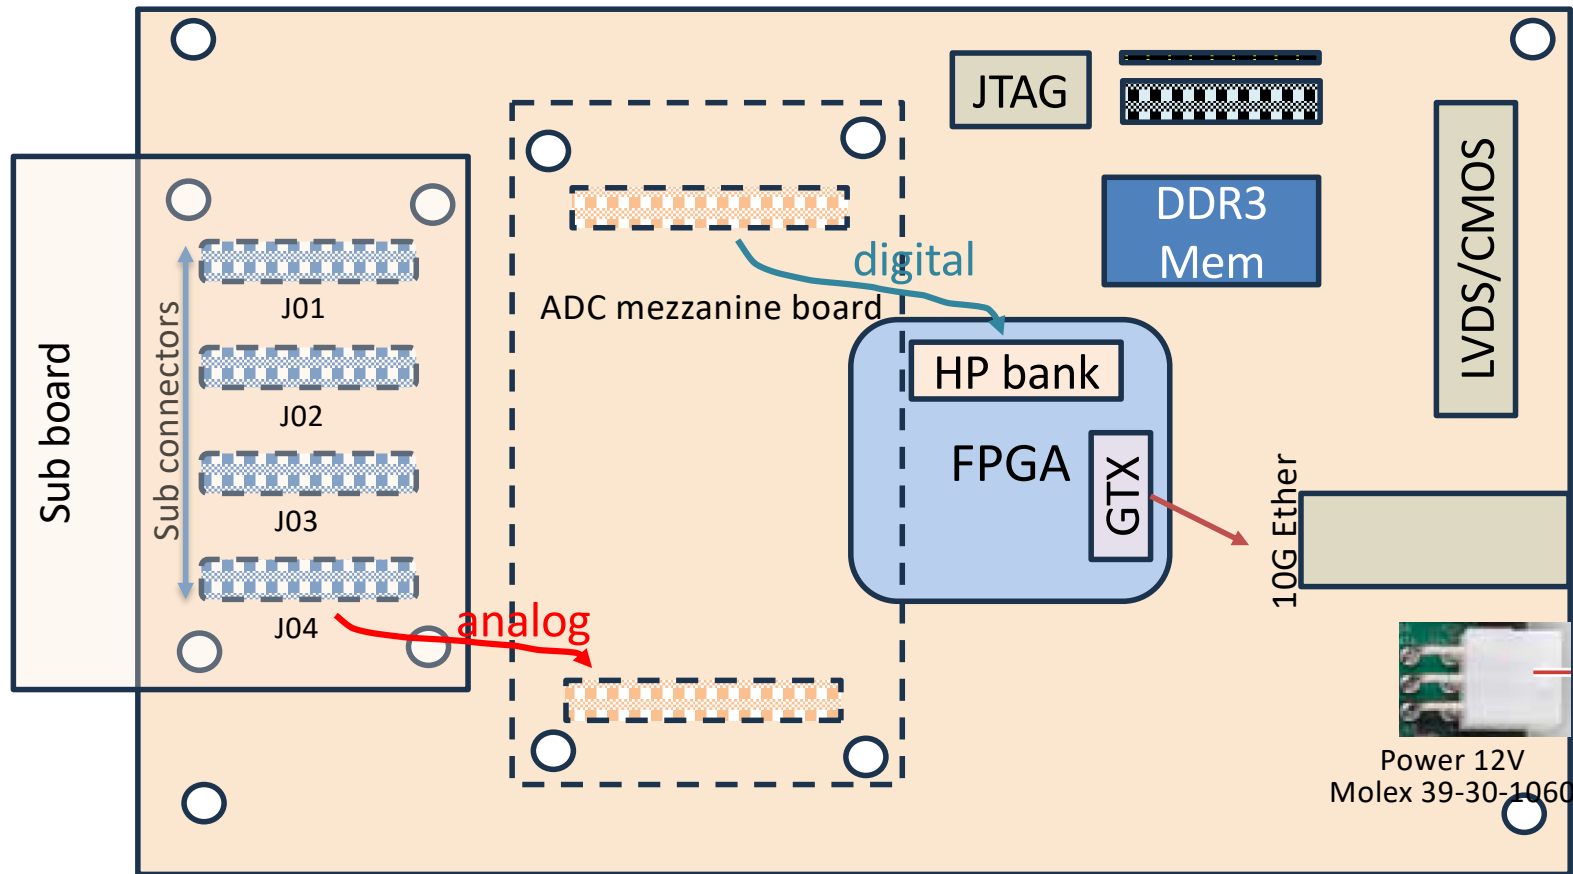 JTAG
DDR3
Mem
LVDS/CMOS
Sub board
Sub connectors
J01
J02
J03
J04
digital
ADC mezzanine board
HP bank
FPGA
GTX
10G Ether
analog
Power 12V
Molex 39-30-1060